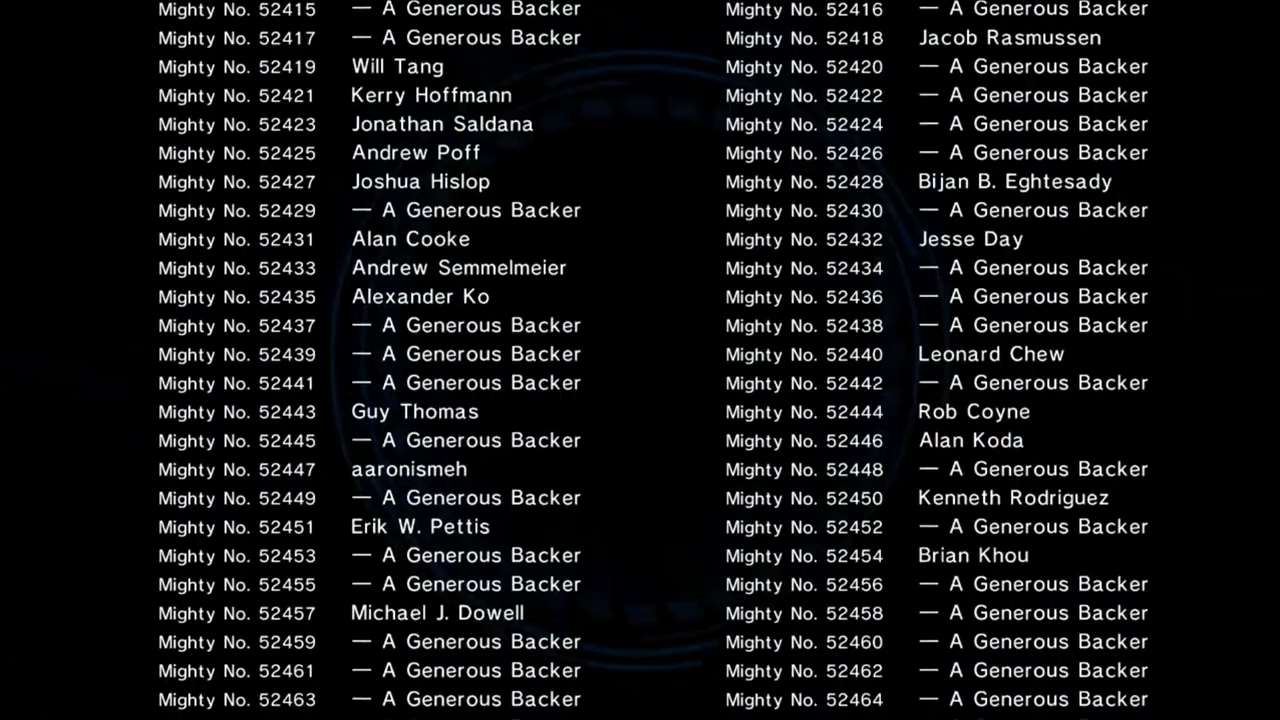 Mighty No. 52415 — A Generous Backer Mighty No. 52416 — A Generous Backer
Mighty No. 52417 — A Generous Backer Mighty No. 52418 Jacob Rasmussen
Mighty No. 52419 Will Tang Mighty No. 52420 — A Generous Backer
Mighty No. 52421 Kerry Hoffmann Mighty No. 52422 — A Generous Backer
Mighty No. 52423 Jonathan Saldana Mighty No. 52424 — A Generous Backer
Mighty No. 52425 Andrew Poff Mighty No. 52426 — A Generous Backer
Mighty No. 52427 Joshua Hislop Mighty No. 52428 Bijan B. Eghtesady
Mighty No. 52429 — A Generous Backer Mighty No. 52430 — A Generous Backer
Mighty No. 52431 Alan Cooke Mighty No. 52432 Jesse Day
Mighty No. 52433 Andrew Semmelmeier Mighty No. 52434 — A Generous Backer
Mighty No. 52435 Alexander Ko Mighty No. 52436 — A Generous Backer
Mighty No. 52437 — A Generous Backer Mighty No. 52438 — A Generous Backer
Mighty No. 52439 — A Generous Backer Mighty No. 52440 Leonard Chew
Mighty No. 52441 — A Generous Backer Mighty No. 52442 — A Generous Backer
Mighty No. 52443 Guy Thomas Mighty No. 52444 Rob Coyne
Mighty No. 52445 — A Generous Backer Mighty No. 52446 Alan Koda
Mighty No. 52447 aaronismeh Mighty No. 52448 — A Generous Backer
Mighty No. 52449 — A Generous Backer Mighty No. 52450 Kenneth Rodriguez
Mighty No. 52451 Erik W. Pettis Mighty No. 52452 — A Generous Backer
Mighty No. 52453 — A Generous Backer Mighty No. 52454 Brian Khou
Mighty No. 52455 — A Generous Backer Mighty No. 52456 — A Generous Backer
Mighty No. 52457 Michael J. Dowell Mighty No. 52458 — A Generous Backer
Mighty No. 52459 — A Generous Backer Mighty No. 52460 — A Generous Backer
Mighty No. 52461 — A Generous Backer Mighty No. 52462 — A Generous Backer
Mighty No. 52463 — A Generous Backer Mighty No. 52464 — A Generous Backer